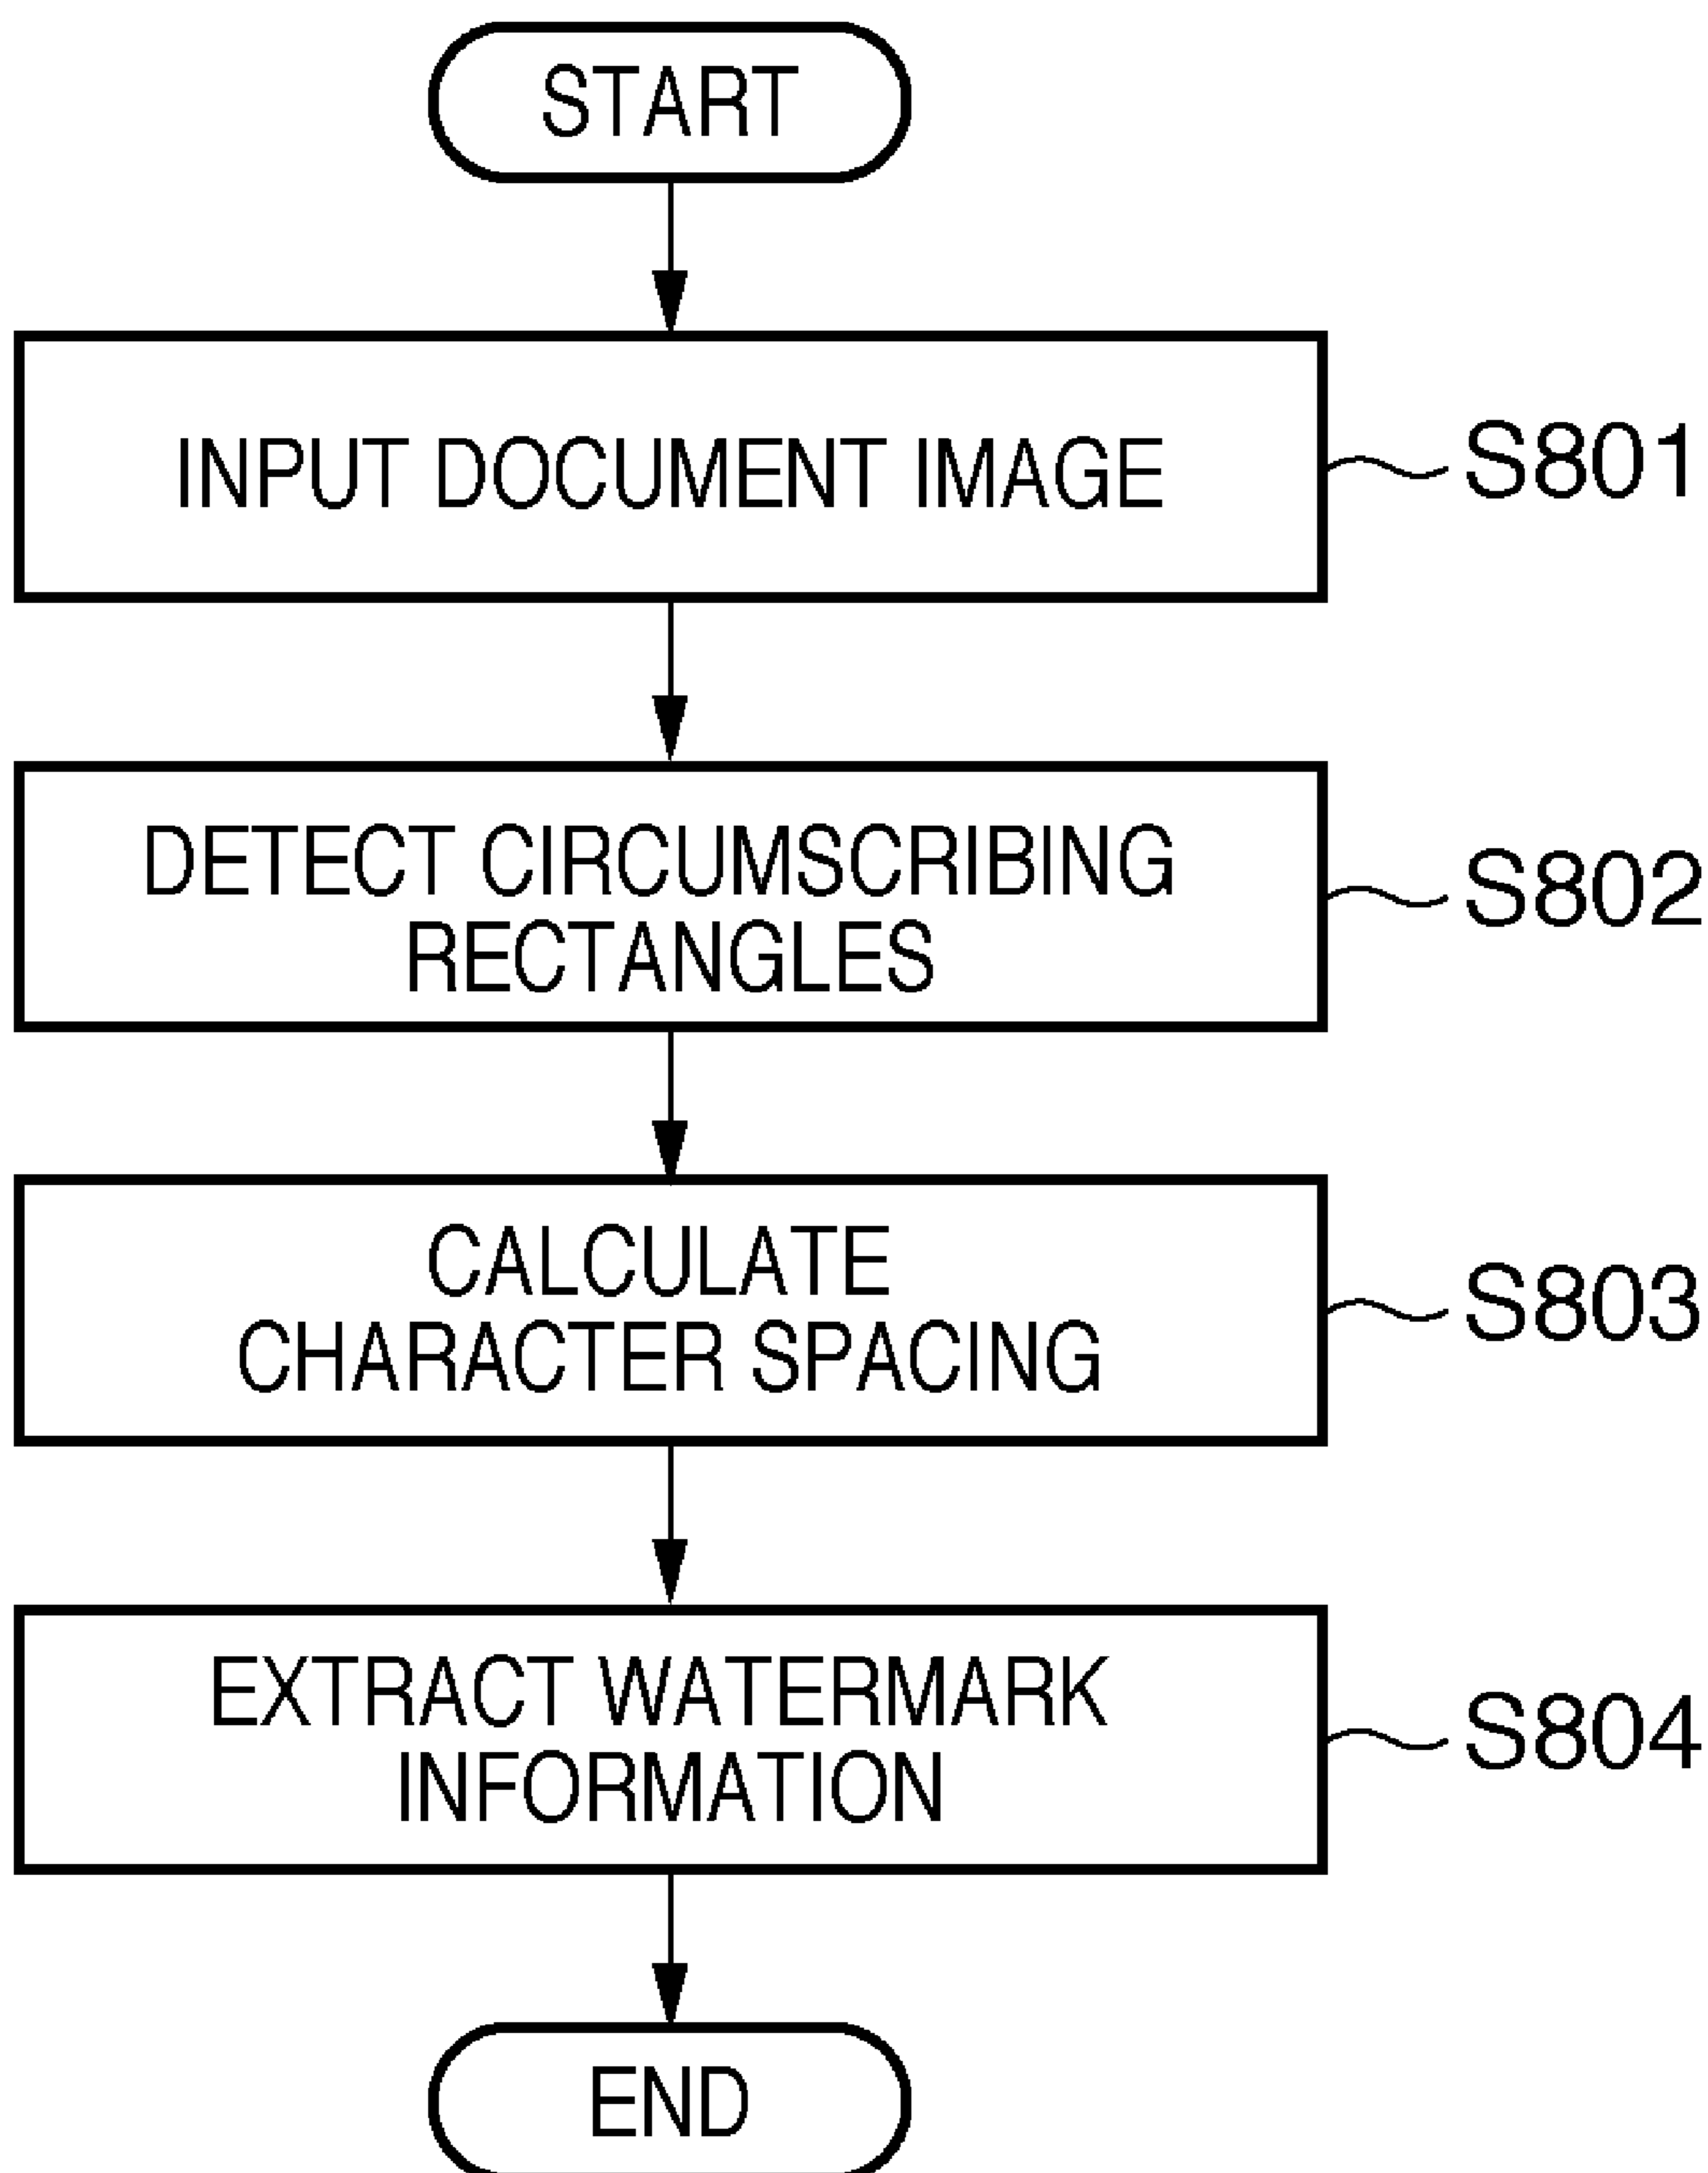 START
INPUT DOCUMENT IMAGE
S801
DETECT CIRCUMSCRIBING
RECTANGLES
S802
CALCULATE
CHARACTER SPACING
S803
EXTRACT WATERMARK
INFORMATION
S804
END